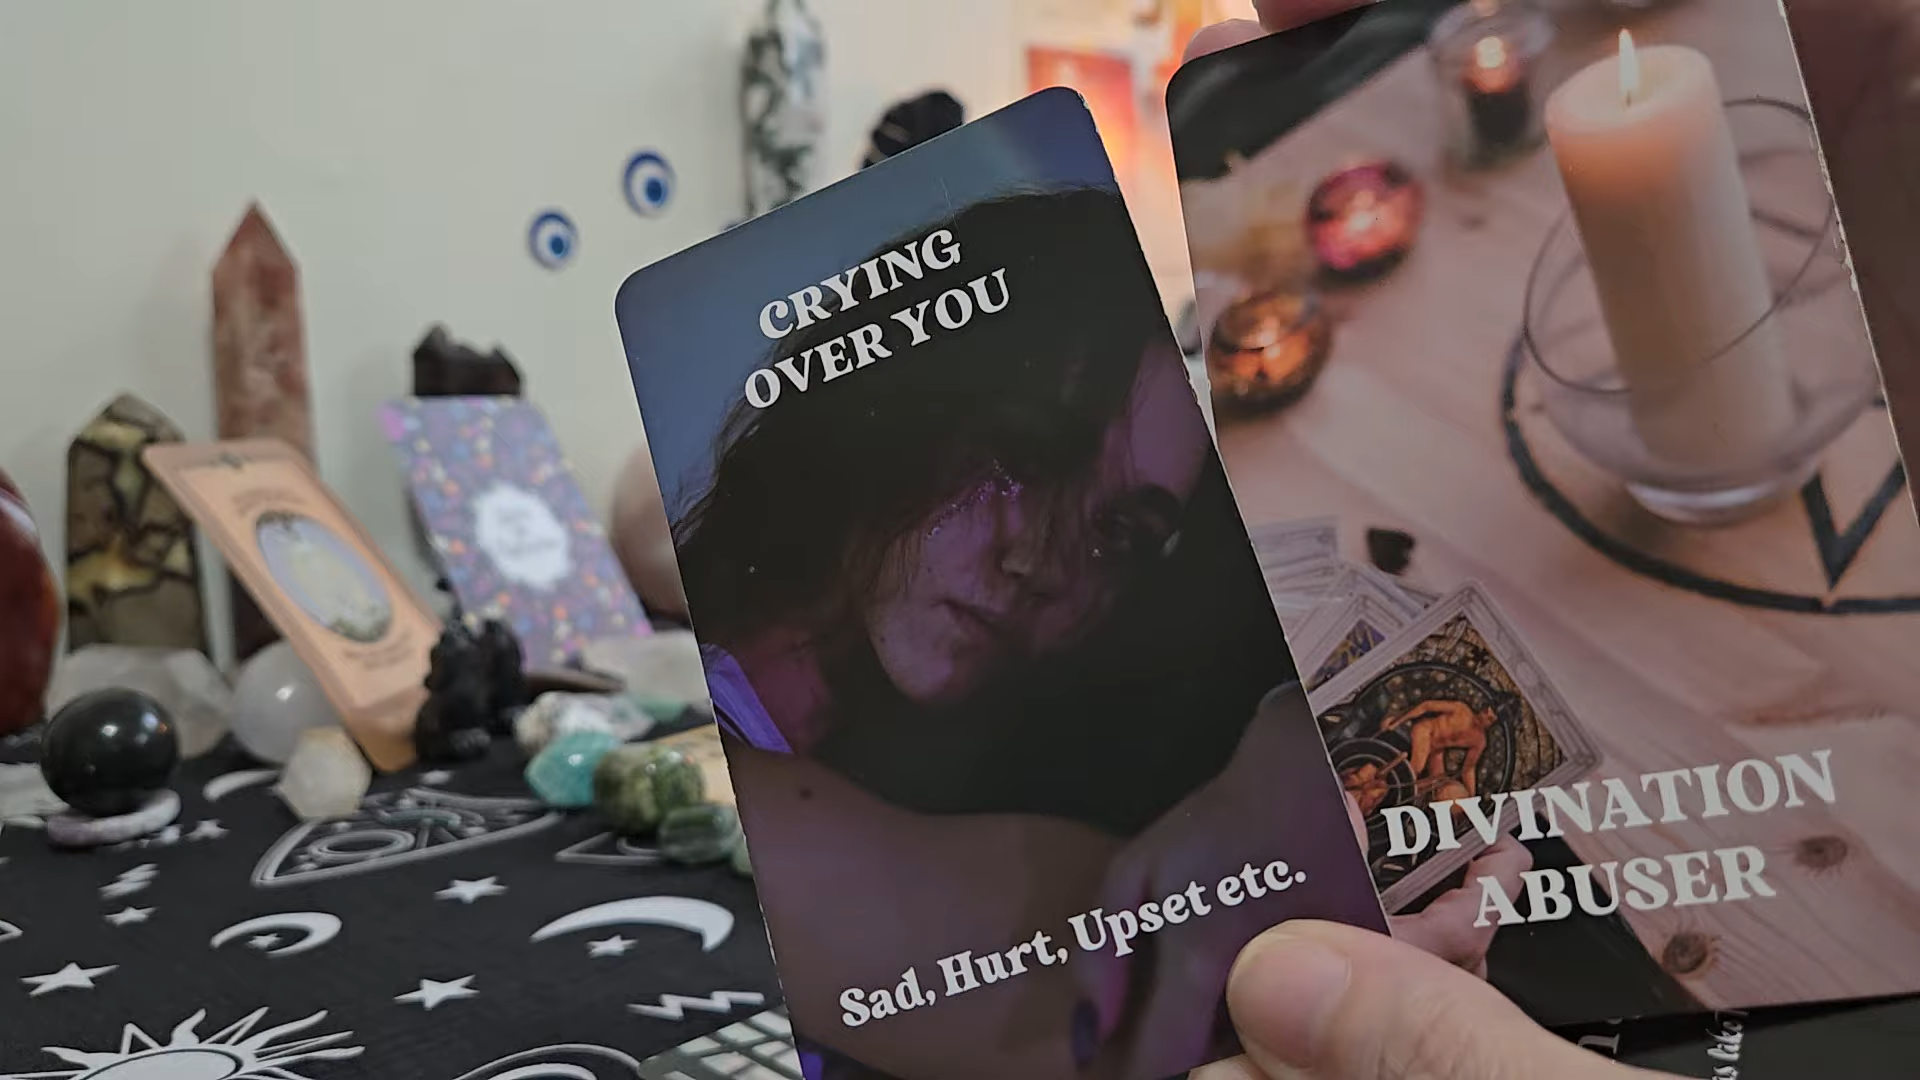 CRYING
OVER YOU
Sad, Hurt, Upset etc.
DIVINATION
ABUSER